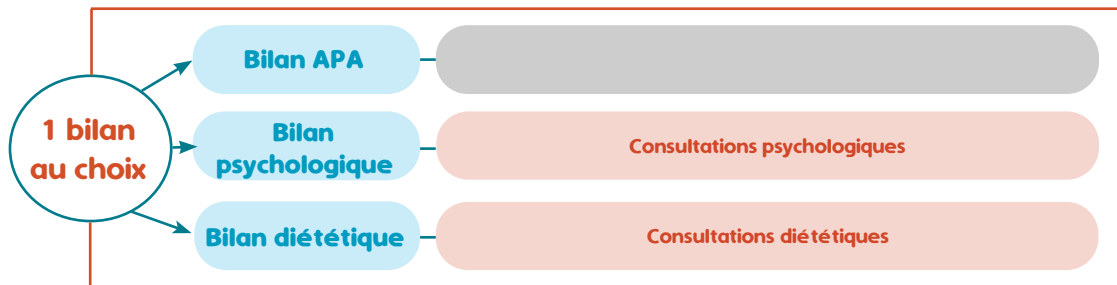 1 bilan
au choix
Bilan APA
Bilan
psychologique
Consultations psychologiques
Bilan diététique
Consultations diététiques